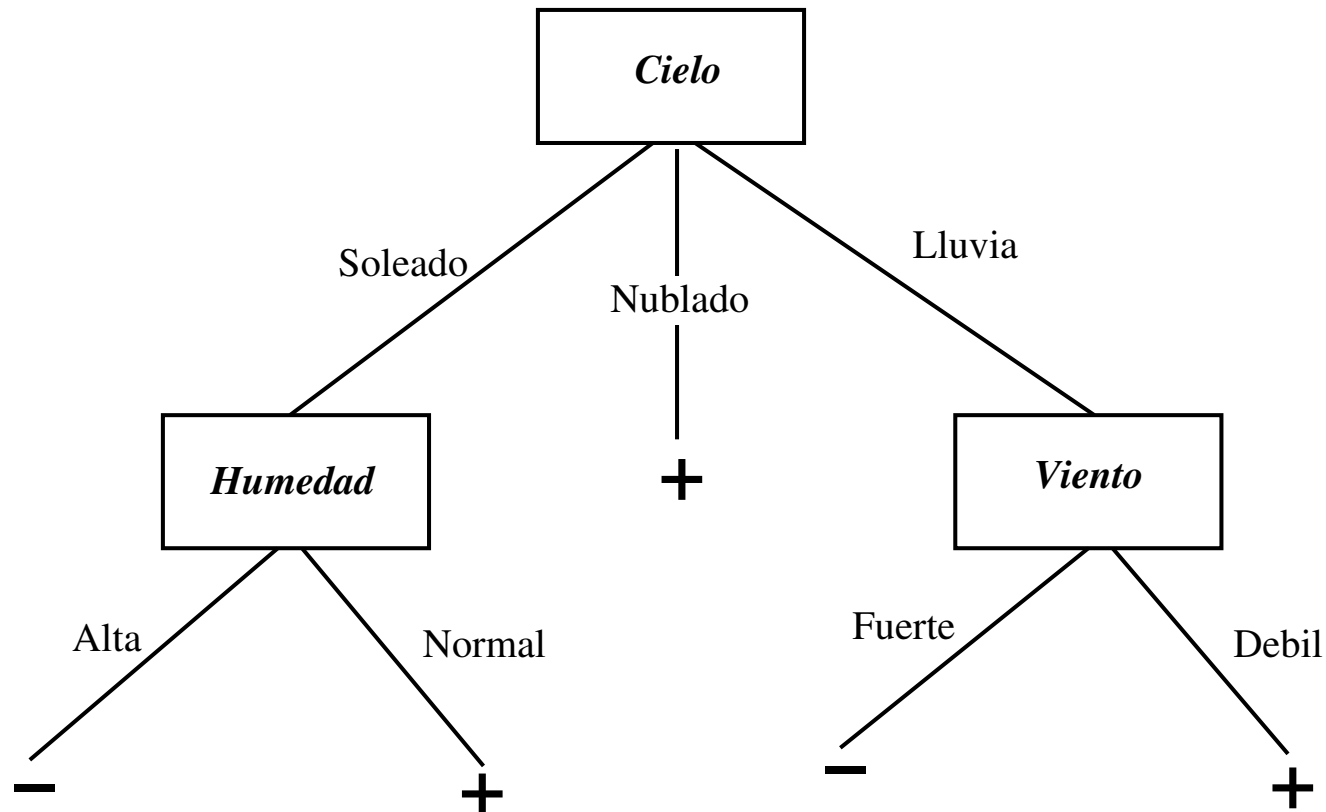 Cielo
Soleado
Nublado
Lluvia
Humedad
+
Viento
Alta
Normal
Fuerte
Debil
−
+
−
+